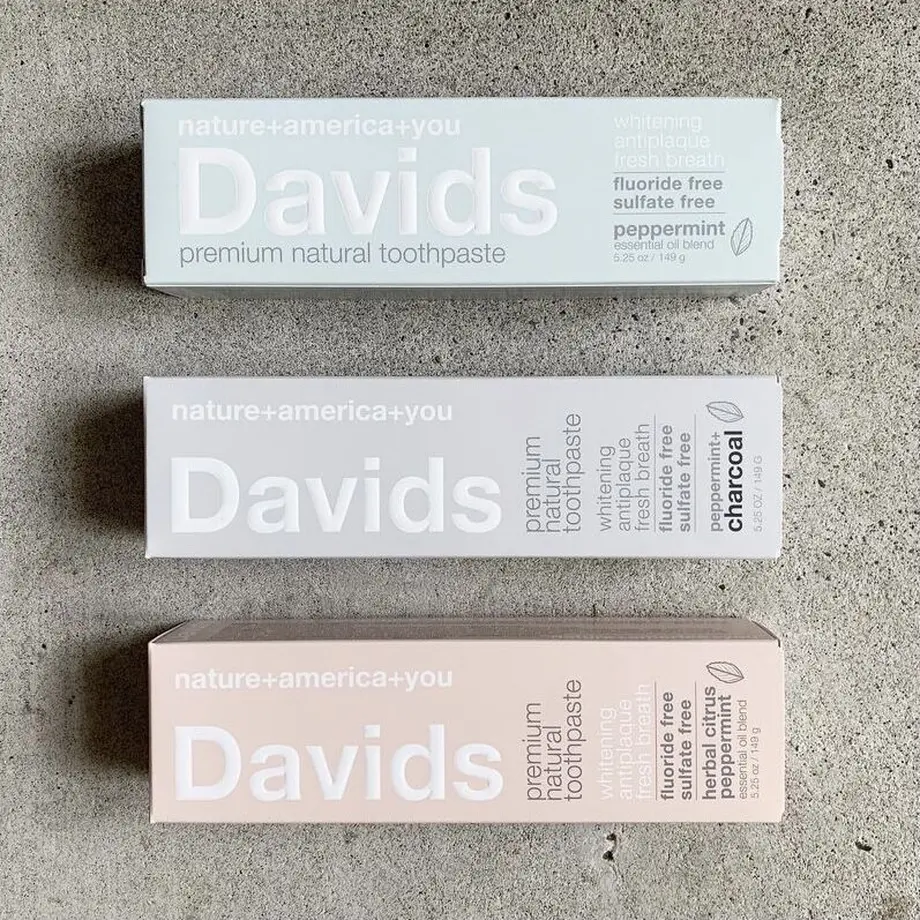 nature+america+you
Davids
premium natural toothpaste
whitening
antiplaque
fresh breath
fluoride free
sulfate free
peppermint
essential oil blend
5.25 oz / 149 g
nature+america+you
Davids
premium
natural
toothpaste
whitening
antiplaque
fresh breath
fluoride free
sulfate free
peppermint+
charcoal
5.25 OZ / 149 G
nature+america+you
Davids
premium
natural
toothpaste
whitening
antiplaque
fresh breath
fluoride free
sulfate free
herbal citrus
peppermint
essential oil blend
5.25 oz / 149 g